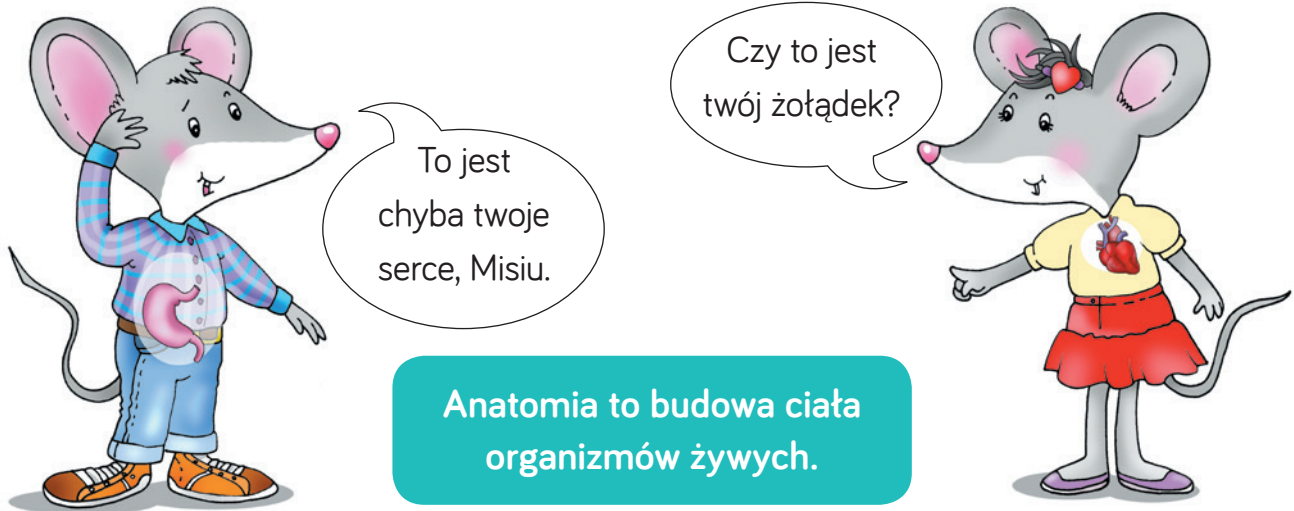 To jest
chyba twoje
serce, Misiu.
Czy to jest
twój żołądek?
Anatomia to budowa ciała
organizmów żywych.